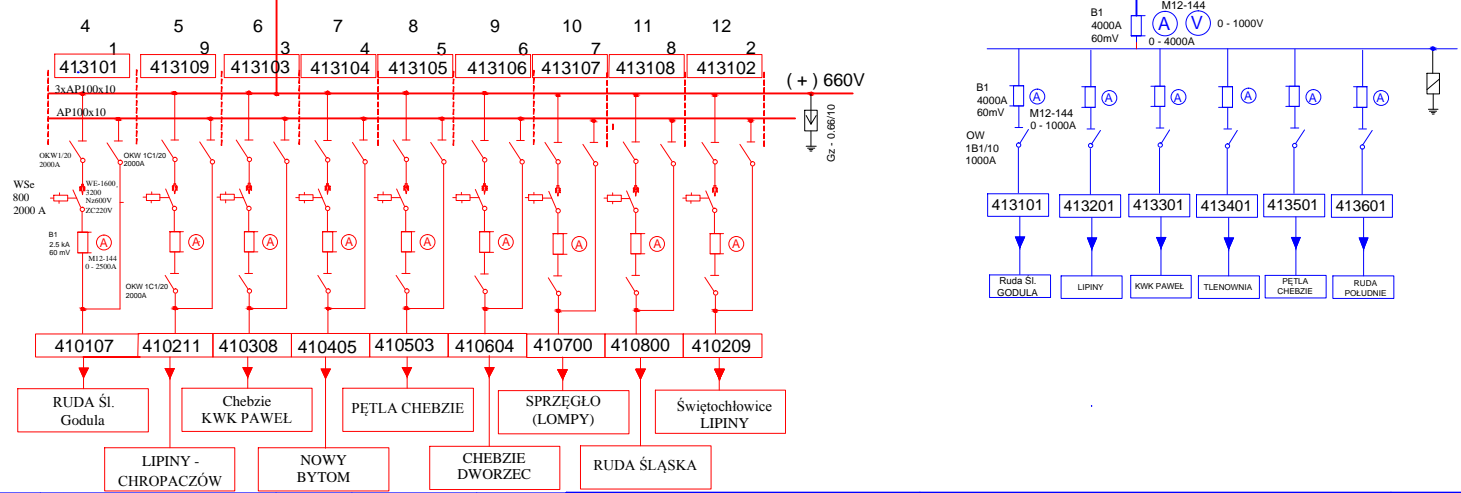 4 5 6 7 8 9 10 11 12
1 9 3 4 5 6 7 8 2
413101 413109 413103 413104 413105 413106 413107 413108 413102
(+) 660V
3xAP100x10
AP100x10
Gz - 0.66/10
OKW1/20
2000A
OKW 1C1/20
2000A
WSe
800
2000 A
WE-1600
3200
Nz600V
ZC220V
B1
2.5 kA
60 mV
A A A A A A A A A
M12-144
0 - 2500A
OKW 1C1/20
2000A
410107 410211 410308 410405 410503 410604 410700 410800 410209
RUDA Śl.
Godula
Chebzie
KWK PAWEŁ
PĘTLA CHEBZIE
SPRZĘGŁO
(LOMPY)
Świętochłowice
LIPINY
LIPINY -
CHROPACZÓW
NOWY
BYTOM
CHEBZIE
DWORZEC
RUDA ŚLĄSKA
M12-144
B1
4000A
60mV
A V 0 - 1000V
0 - 4000A
B1
4000A
60mV
A A A A A A
M12-144
0 - 1000A
OW
1B1/10
1000A
413101 413201 413301 413401 413501 413601
Ruda Śl.
GODULA
LIPINY
KWK PAWEŁ
TLENOWNIA
PĘTLA
CHEBZIE
RUDA
POŁUDNIE